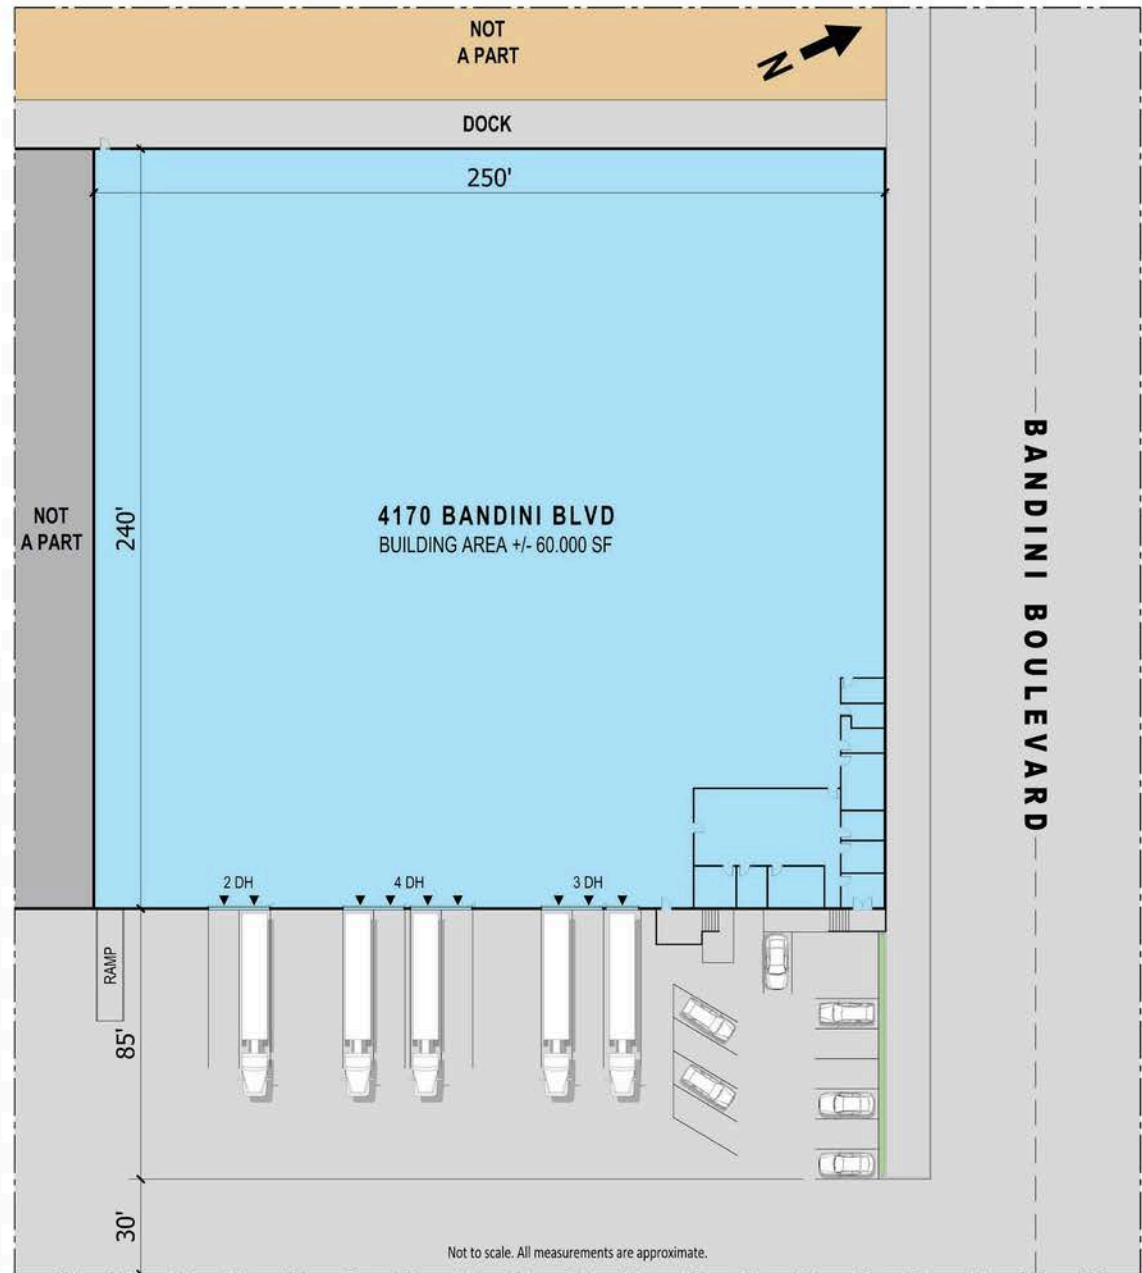 NOT
A PART
N
DOCK
250'
NOT
A PART
240'
4170 BANDINI BLVD
BUILDING AREA +/- 60.000 SF
BANDINI BOULEVARD
2 DH
4 DH
3 DH
RAMP
85'
30'
Not to scale. All measurements are approximate.